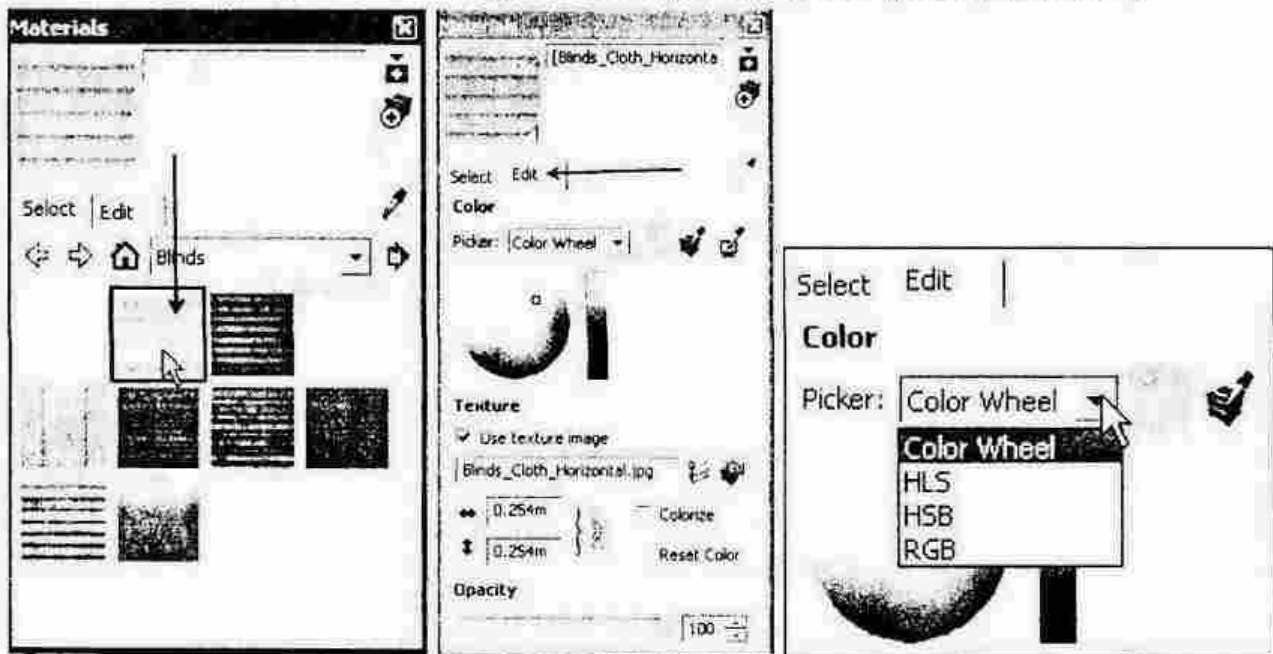 Materials
Select Edit
Blinds
[Blinds_Cloth_Horizonta
Select Edit
Color
Picker: Color Wheel
Texture
Use texture image
Blinds_Cloth_Horizontal.jpg
0.254m
Colorize
0.254m
Reset Color
Opacity
100
Select Edit
Color
Picker: Color Wheel
Color Wheel
HLS
HSB
RGB